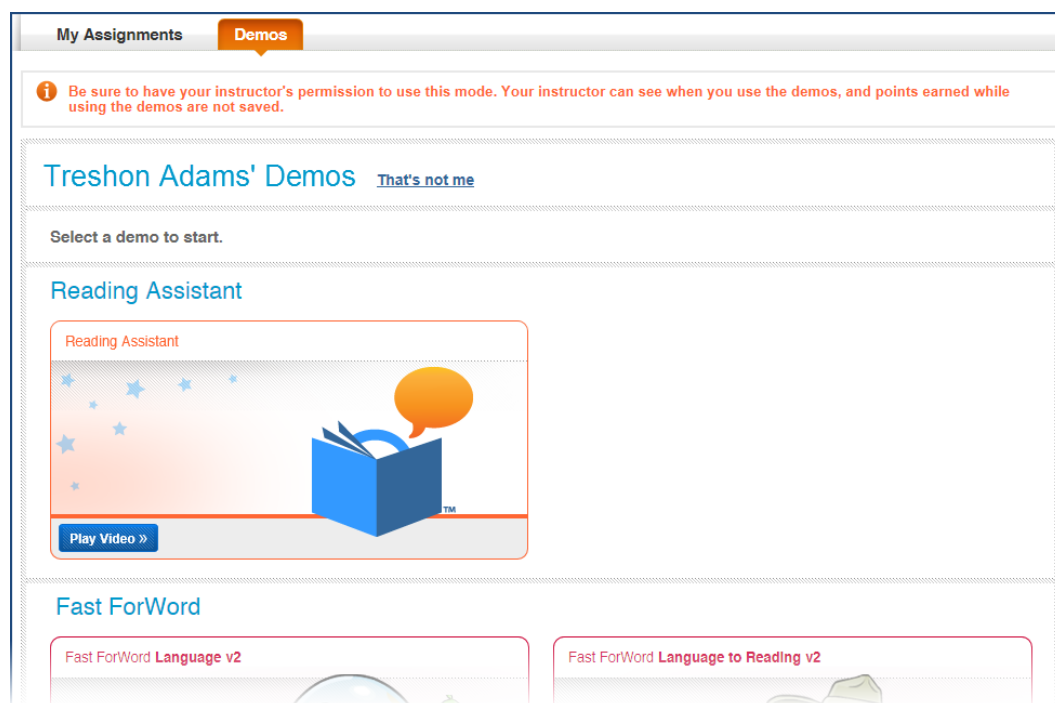 My Assignments Demos
Be sure to have your instructor's permission to use this mode. Your instructor can see when you use the demos, and points earned while
using the demos are not saved.
Treshon Adams' Demos That's not me
Select a demo to start.
Reading Assistant
Reading Assistant
TM
Play Video »
Fast ForWord
Fast ForWord Language v2 Fast ForWord Language to Reading v2